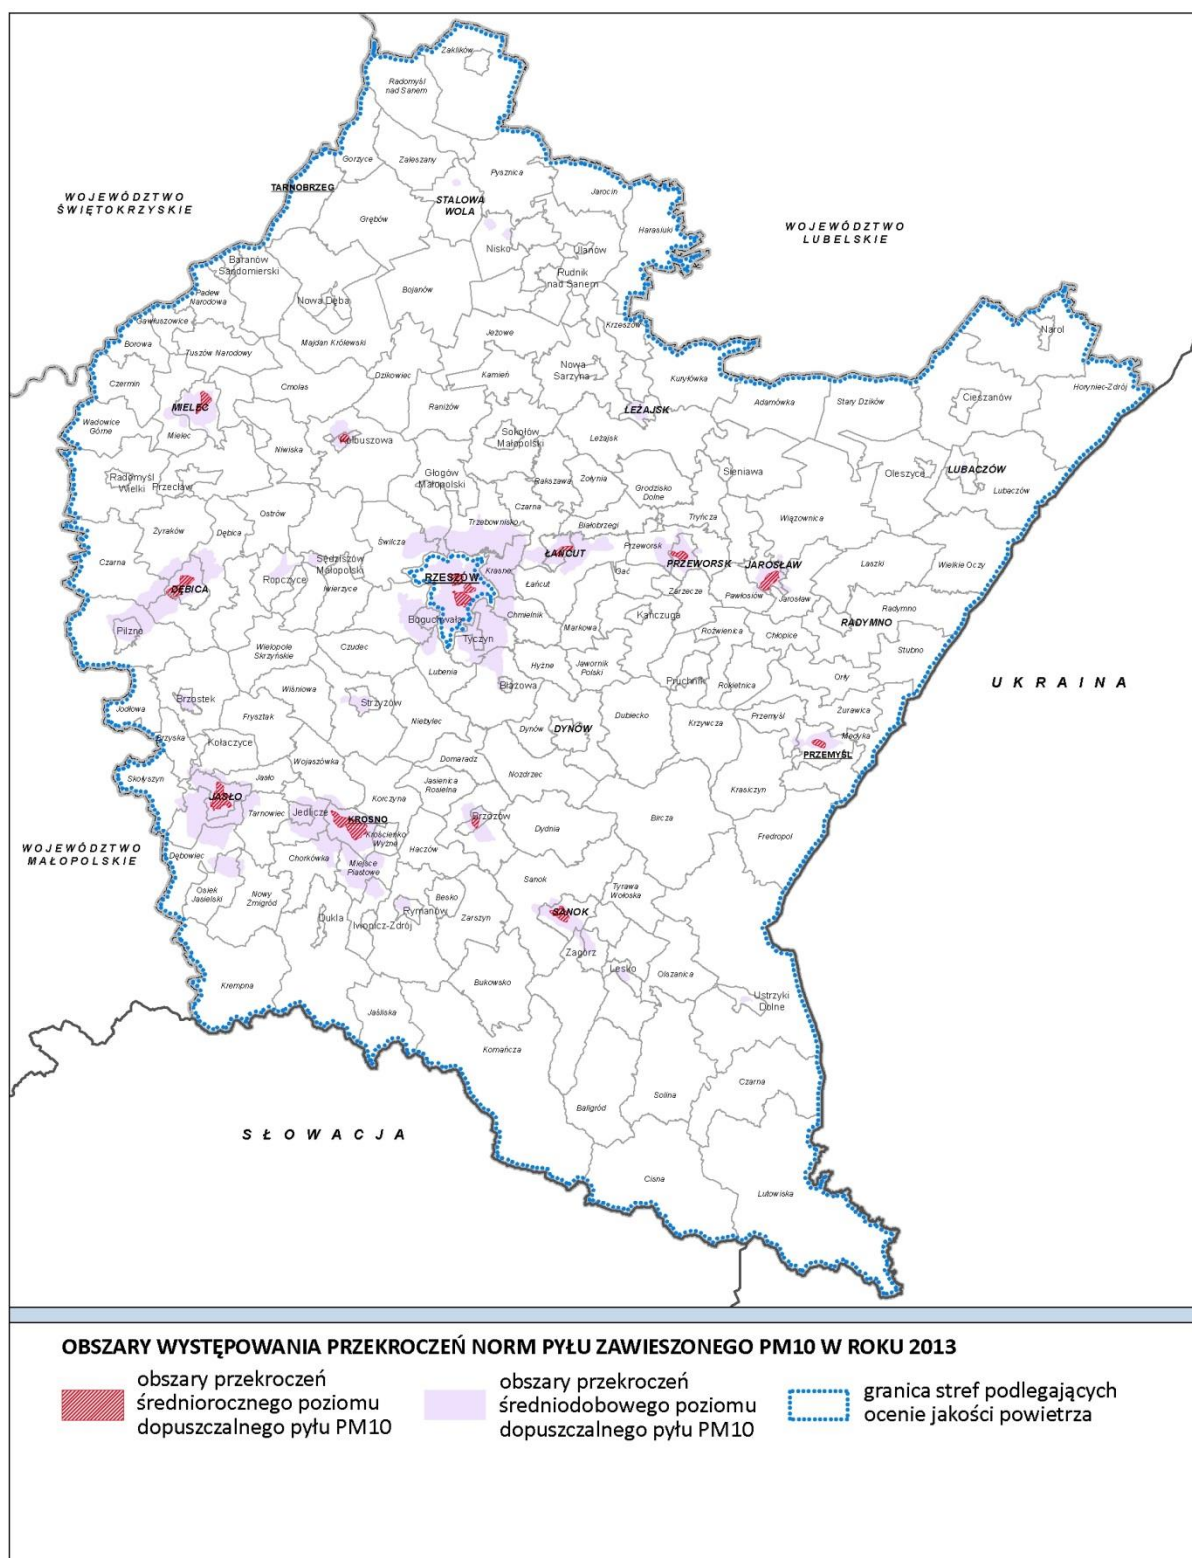 Zaklików
Radomyśl
nad Sanem
Gorzyce
Zaleszany
Pysznica
WOJEWÓDZTWO
ŚWIĘTOKRZYSKIE
TARNOBRZEG
STALOWA
WOLA
Jarocin
Grębów
Harasiuki
WOJEWÓDZTWO
LUBELSKIE
Nisko
Ulanów
Baranów
Sandomierski
Rudnik
nad Sanem
Padew
Narodowa
Nowa Dęba
Bojanów
Gawłuszowice
Krzeszów
Narol
Borowa
Majdan Królewski
Jeżowe
Tuszów Narodowy
Nowa
Sarzyna
Czermin
Cmolas
Dzikowiec
Kamień
Kuryłówka
Horyniec-Zdrój
Adamówka
Stary Dzików
Cieszanów
MIELEC
Raniżów
LEŻAJSK
Wadowice
Górne
Mielec
Kolbuszowa
Sokołów
Małopolski
Leżajsk
Niwiska
Oleszyce
LUBACZÓW
Radomyśl
Wielki
Przecław
Głogów
Małopolski
Rakszawa
Żołynia
Grodzisko
Dolne
Sieniawa
Lubaczów
Ostrów
Czarna
Żyraków
Dębica
Świlcza
Trzebownisko
Białobrzegi
Tryńcza
Wiązownica
Czarna
Sędziszów
Małopolski
ŁAŃCUT
Przeworsk
PRZEWORSK
JAROSŁAW
Laszki
Wielkie Oczy
DĘBICA
Ropczyce
Iwierzyce
RZESZÓW
Krasne
Łańcut
Gać
Zarzecze
Pawłosiów
Jarosław
Radymno
Pilzno
Boguchwała
Chmielnik
Kańczuga
RADYMNO
Tyczyn
Markowa
Roźwienica
Chłopice
Stubno
Wielopole
Skrzyńskie
Czudec
Lubenia
Hyżne
Jawornik
Polski
Pruchnik
Rokietnica
Orły
Błażowa
UKRAINA
Wiśniowa
Brzostek
Strzyżów
Jodłowa
Frysztak
Niebylec
Dynów
DYNÓW
Dubiecko
Krzywcza
Przemyśl
Żurawica
Medyka
Brzyska
Kołaczyce
PRZEMYŚL
Wojaszówka
Domaradz
Skołyszyn
Jasło
Nozdrzec
Jasienica
Rosielna
Krasiczyn
JASŁO
Korczyna
Tarnowiec
Jedlicze
KROSNO
Brzozów
Bircza
Krościenko
Wyżne
Dydnia
Fredropol
WOJEWÓDZTWO
MAŁOPOLSKIE
Dębowiec
Chorkówka
Haczów
Miejsce
Piastowe
Sanok
Osiek
Jasielski
Nowy
Żmigród
Besko
Tyrawa
Wołoska
Dukla
Iwonicz-Zdrój
Rymanów
Zarszyn
SANOK
Zagórz
Lesko
Olszanica
Krempna
Bukowsko
Ustrzyki
Dolne
Jaśliska
Komańcza
Czarna
Solina
Baligród
SŁOWACJA
Cisna
Lutowiska
OBSZARY WYSTĘPOWANIA PRZEKROCZEŃ NORM PYŁU ZAWIESZONEGO PM10 W ROKU 2013
obszary przekroczeń
średniorocznego poziomu
dopuszczalnego pyłu PM10
obszary przekroczeń
średniodobowego poziomu
dopuszczalnego pyłu PM10
granica stref podlegających
ocenie jakości powietrza